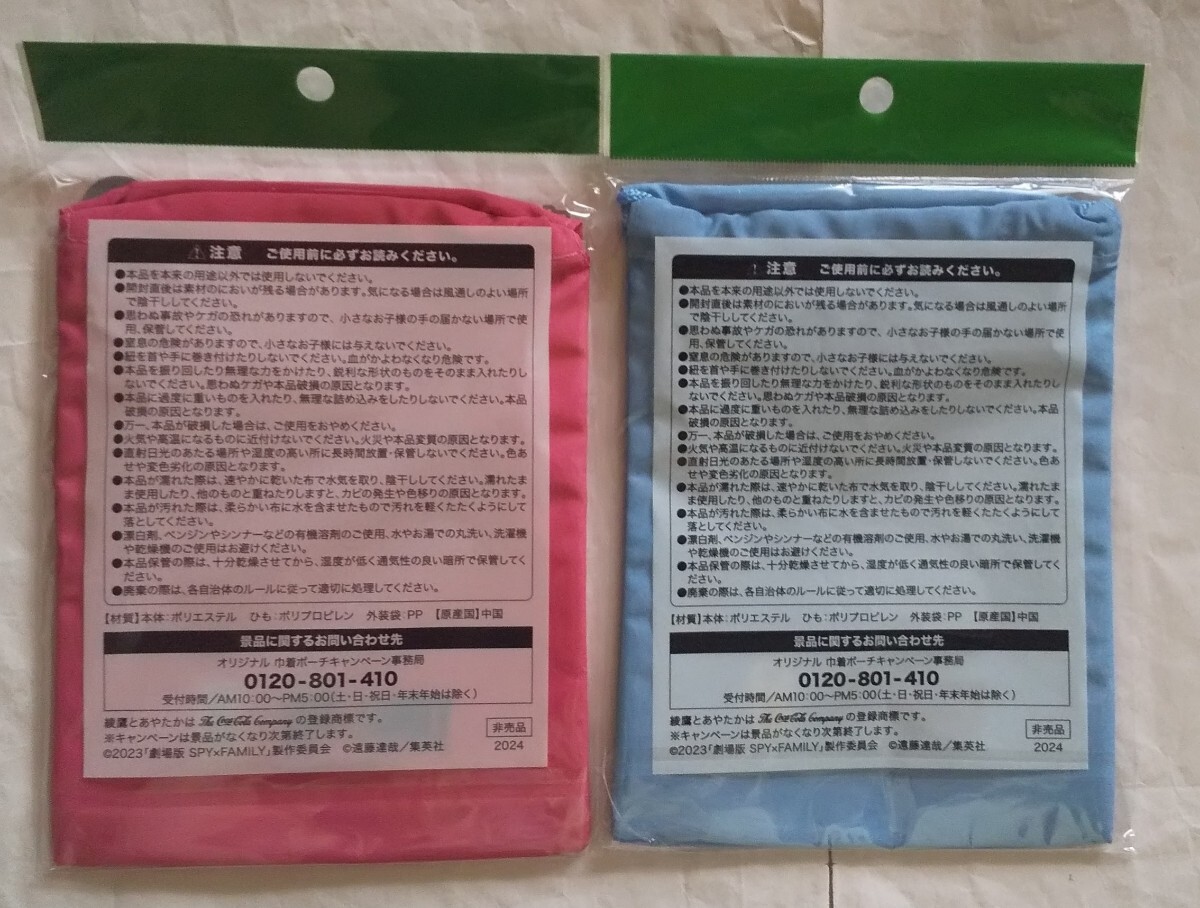 ⚠注意 ご使用前に必ずお読みください。
●本品を本来の用途以外では使用しないでください。
●開封直後は素材のにおいが残る場合があります。気になる場合は風通しのよい場所
で陰干ししてください。
●思わぬ事故やケガの恐れがありますので、小さなお子様の手の届かない場所で使
用、保管してください。
●窒息の危険がありますので、小さなお子様には与えないでください。
●紐を首や手に巻き付けたりしないでください。血がかよわなくなり危険です。
●本品を振り回したり無理な力をかけたり、鋭利な形状のものをそのまま入れたりし
ないでください。思わぬケガや本品破損の原因となります。
●本品に過度に重いものを入れたり、無理な詰め込みをしたりしないでください。本品
破損の原因となります。
●万一、本品が破損した場合は、ご使用をおやめください。
●火気や高温になるものに近付けないでください。火災や本品変質の原因となります。
●直射日光のあたる場所や湿度の高い所に長時間放置・保管しないでください。色あ
せや変色劣化の原因となります。
●本品が濡れた際は、速やかに乾いた布で水気を取り、陰干ししてください。濡れたま
ま使用したり、他のものと重ねたりしますと、カビの発生や色移りの原因となります。
●本品が汚れた際は、柔らかい布に水を含ませたもので汚れを軽くたたくようにして
落としてください。
●漂白剤、ベンジンやシンナーなどの有機溶剤のご使用、水やお湯での丸洗い、洗濯機
や乾燥機のご使用はお避けください。
●本品保管の際は、十分乾燥させてから、湿度が低く通気性の良い暗所で保管してく
ださい。
●廃棄の際は、各自治体のルールに従って適切に処理してください。
【材質】本体:ポリエステル ひも:ポリプロピレン 外装袋:PP 【原産国】中国
景品に関するお問い合わせ先
オリジナル 巾着ポーチキャンペーン事務局
0120-801-410
受付時間/AM10:00〜PM5:00(土・日・祝日・年末年始は除く)
綾鷹とあやたかは The Coca-Cola Company の登録商標です。
※キャンペーンは景品がなくなり次第終了します。
非売品
©2023「劇場版 SPY×FAMILY」製作委員会 ©遠藤達哉/集英社
2024
⚠注意 ご使用前に必ずお読みください。
●本品を本来の用途以外では使用しないでください。
●開封直後は素材のにおいが残る場合があります。気になる場合は風通しのよい場所
で陰干ししてください。
●思わぬ事故やケガの恐れがありますので、小さなお子様の手の届かない場所で使
用、保管してください。
●窒息の危険がありますので、小さなお子様には与えないでください。
●紐を首や手に巻き付けたりしないでください。血がかよわなくなり危険です。
●本品を振り回したり無理な力をかけたり、鋭利な形状のものをそのまま入れたりし
ないでください。思わぬケガや本品破損の原因となります。
●本品に過度に重いものを入れたり、無理な詰め込みをしたりしないでください。本品
破損の原因となります。
●万一、本品が破損した場合は、ご使用をおやめください。
●火気や高温になるものに近付けないでください。火災や本品変質の原因となります。
●直射日光のあたる場所や湿度の高い所に長時間放置・保管しないでください。色あ
せや変色劣化の原因となります。
●本品が濡れた際は、速やかに乾いた布で水気を取り、陰干ししてください。濡れたま
ま使用したり、他のものと重ねたりしますと、カビの発生や色移りの原因となります。
●本品が汚れた際は、柔らかい布に水を含ませたもので汚れを軽くたたくようにして
落としてください。
●漂白剤、ベンジンやシンナーなどの有機溶剤のご使用、水やお湯での丸洗い、洗濯機
や乾燥機のご使用はお避けください。
●本品保管の際は、十分乾燥させてから、湿度が低く通気性の良い暗所で保管してく
ださい。
●廃棄の際は、各自治体のルールに従って適切に処理してください。
【材質】本体:ポリエステル ひも:ポリプロピレン 外装袋:PP 【原産国】中国
景品に関するお問い合わせ先
オリジナル 巾着ポーチキャンペーン事務局
0120-801-410
受付時間/AM10:00〜PM5:00(土・日・祝日・年末年始は除く)
綾鷹とあやたかは The Coca-Cola Company の登録商標です。
※キャンペーンは景品がなくなり次第終了します。
非売品
©2023「劇場版 SPY×FAMILY」製作委員会 ©遠藤達哉/集英社
2024